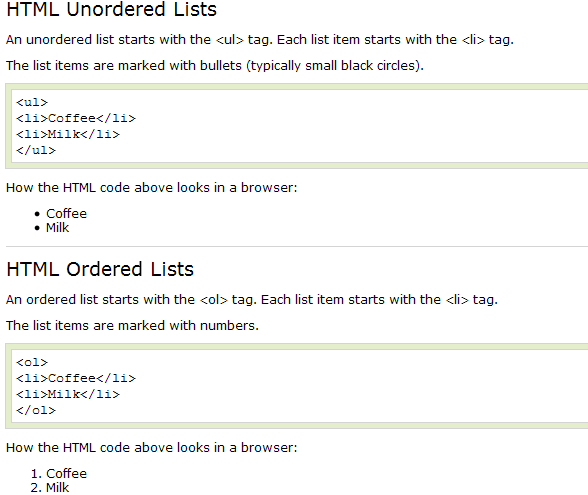 HTML Unordered Lists
An unordered list starts with the <ul> tag. Each list item starts with the <li> tag.
The list items are marked with bullets (typically small black circles).
<ul>
<li>Coffee</li>
<li>Milk</li>
</ul>
How the HTML code above looks in a browser:
• Coffee
• Milk
HTML Ordered Lists
An ordered list starts with the <ol> tag. Each list item starts with the <li> tag.
The list items are marked with numbers.
<ol>
<li>Coffee</li>
<li>Milk</li>
</ol>
How the HTML code above looks in a browser:
1. Coffee
2. Milk